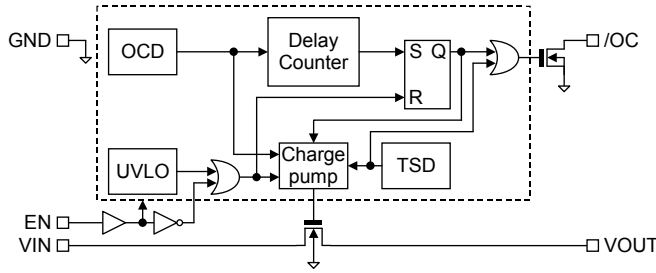 GND
OCD
Delay
Counter
S Q
R
/OC
UVLO
Charge
pump
TSD
EN
VIN
VOUT